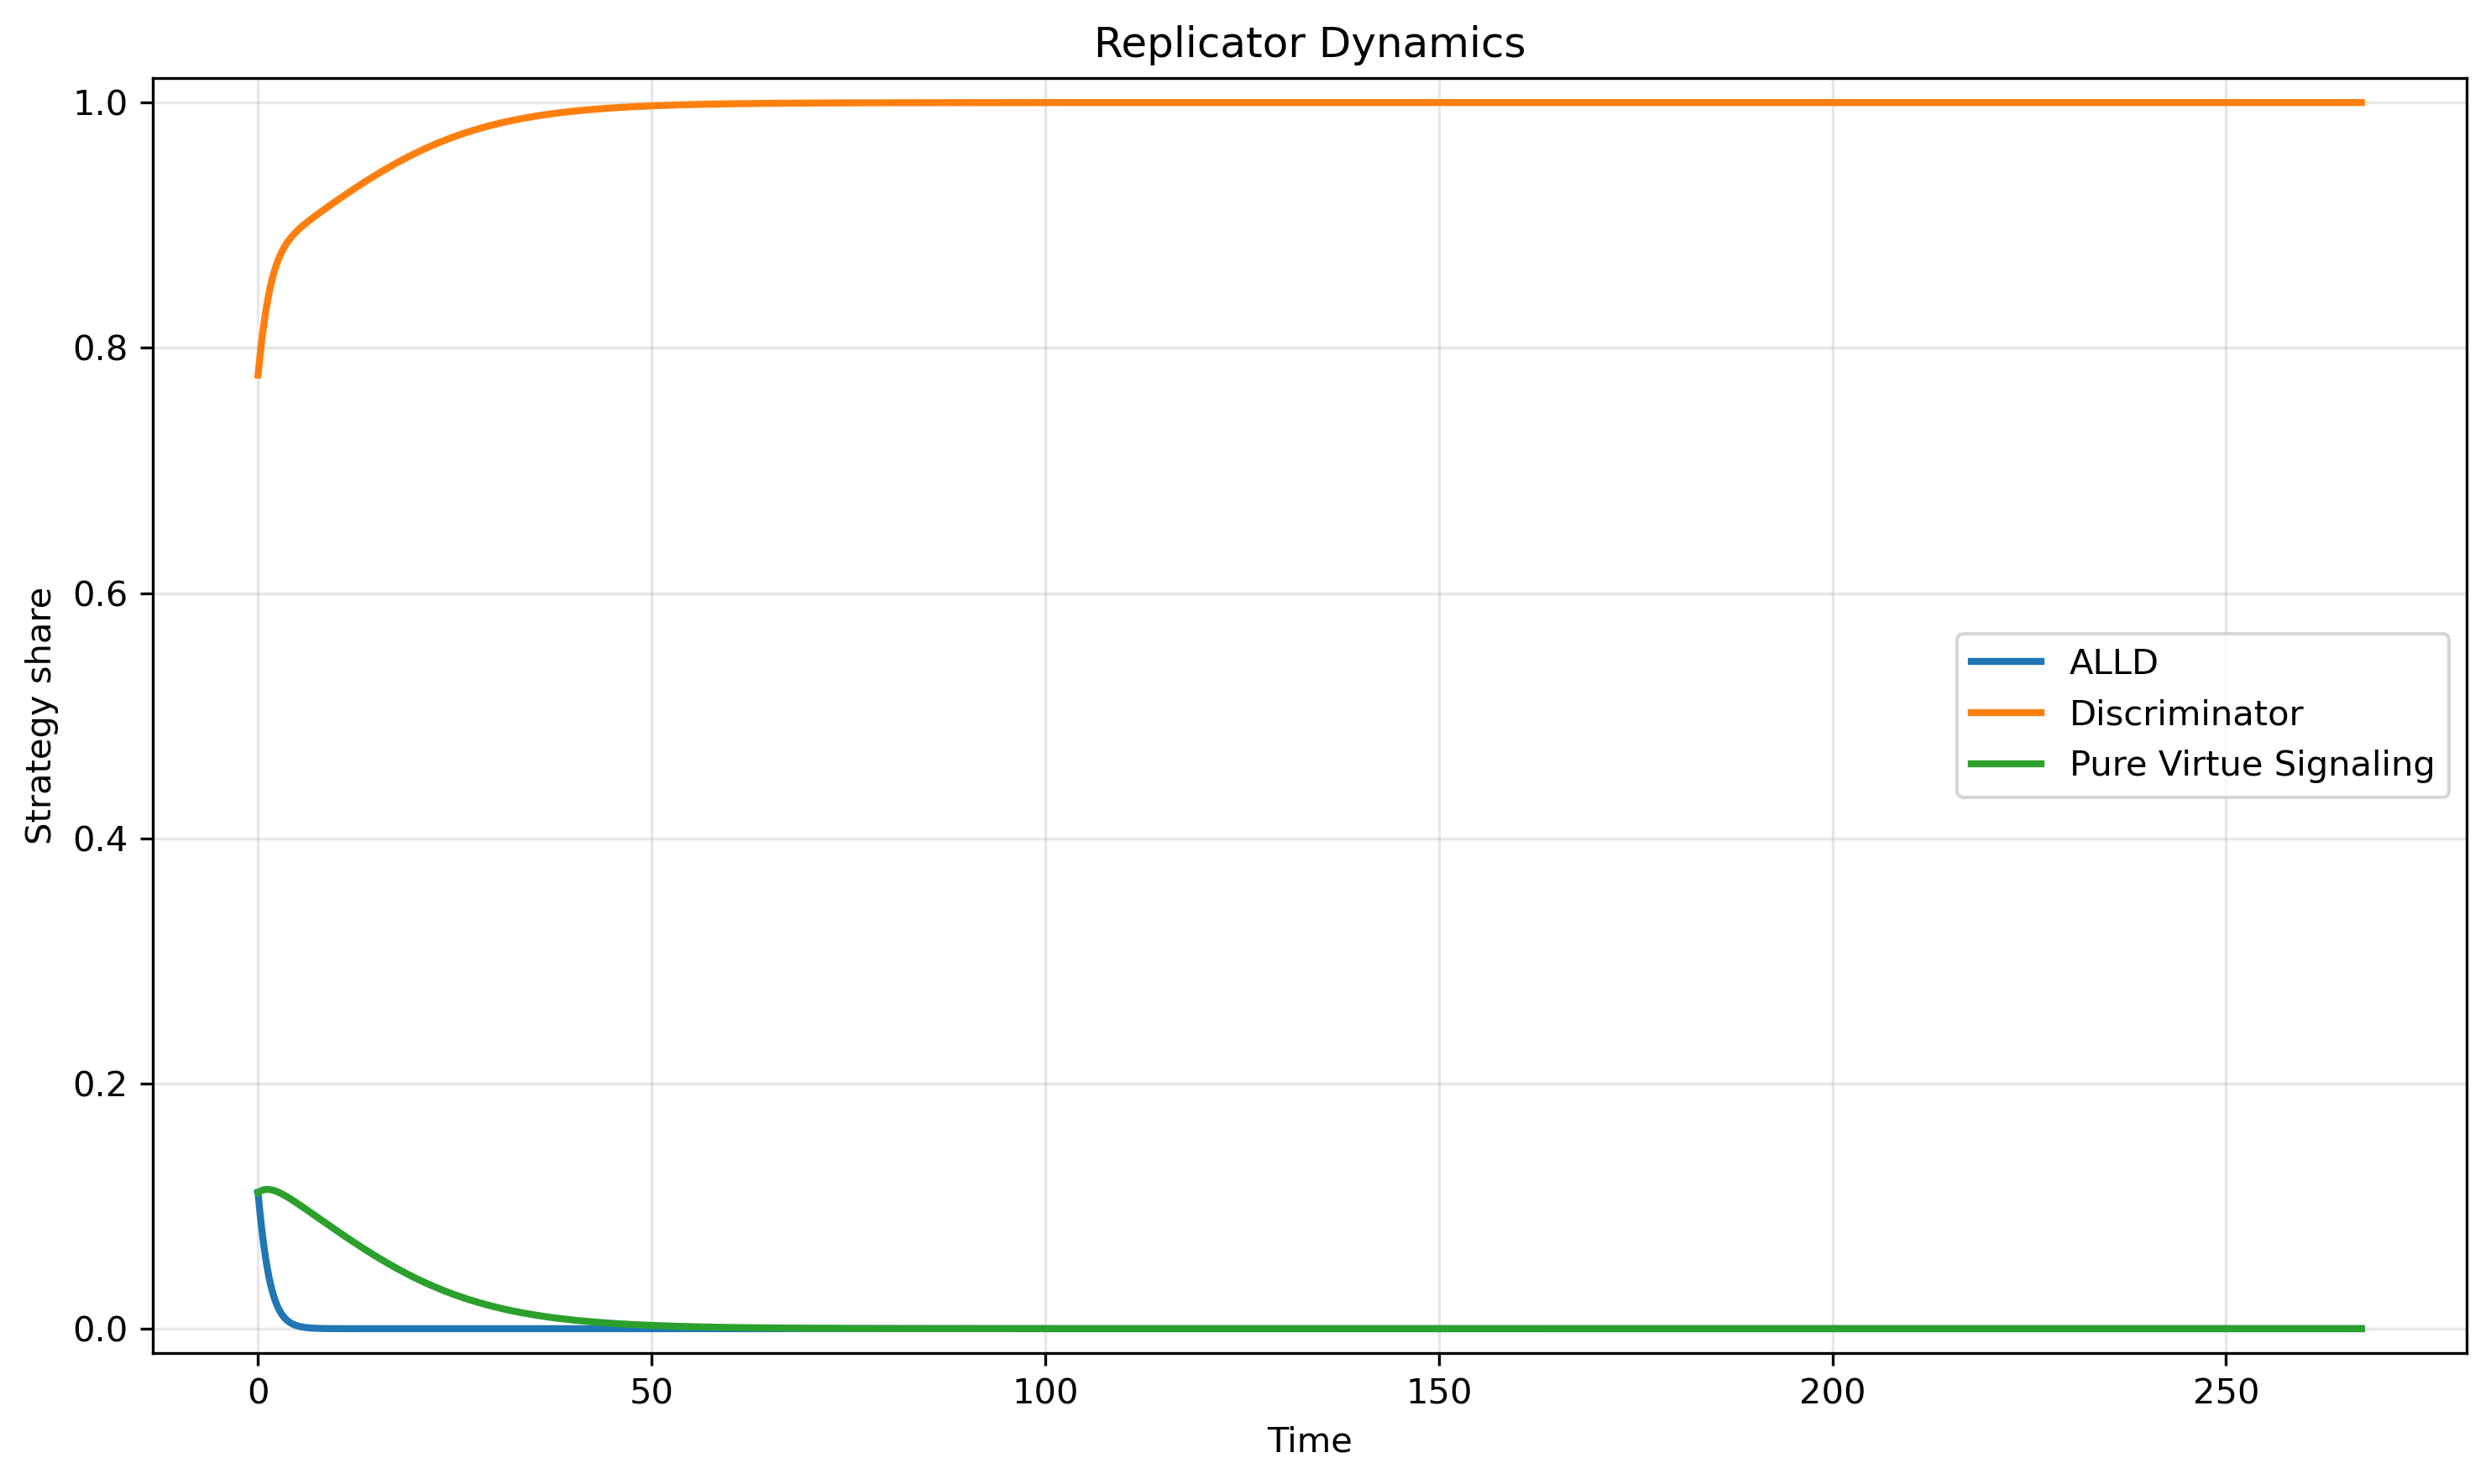 Replicator Dynamics
1.0
0.8
0.6
0.4
0.2
0.0
Strategy share
ALLD
Discriminator
Pure Virtue Signaling
0 50 100 150 200 250
Time